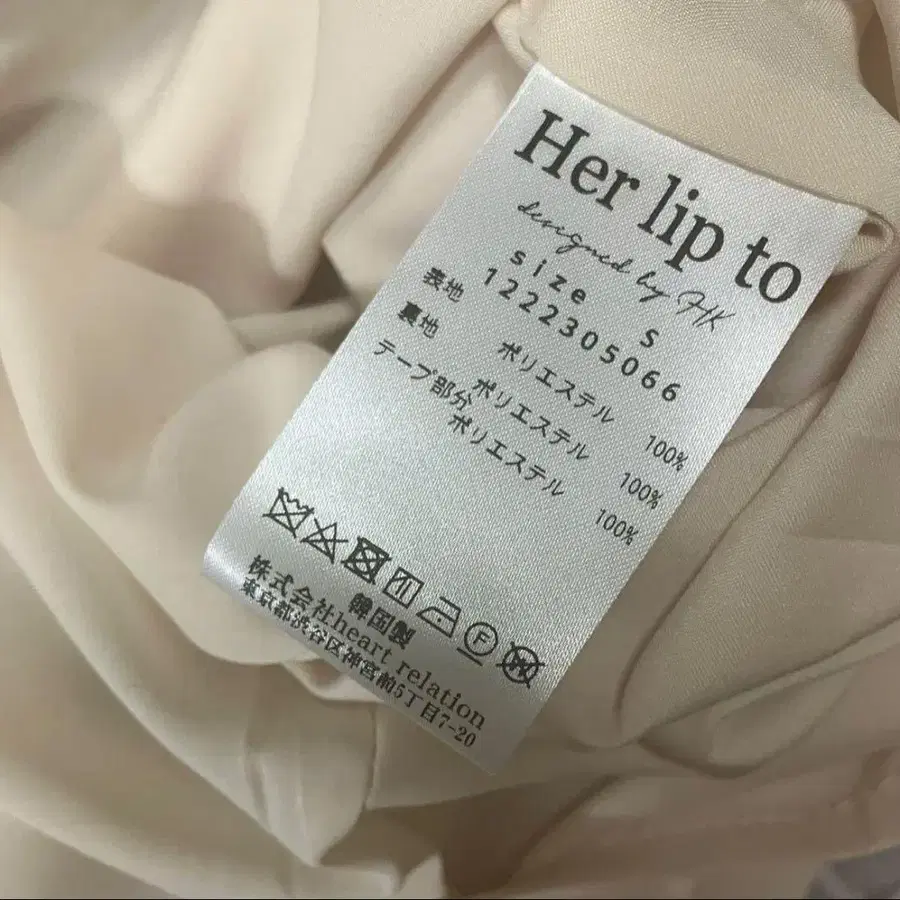 Her lip to
designed by HK
size S
1222305066
表地 ポリエステル 100%
裏地 ポリエステル 100%
テープ部分
ポリエステル 100%
韓国製
株式会社heart relation
東京都渋谷区神宮前5丁目7-20